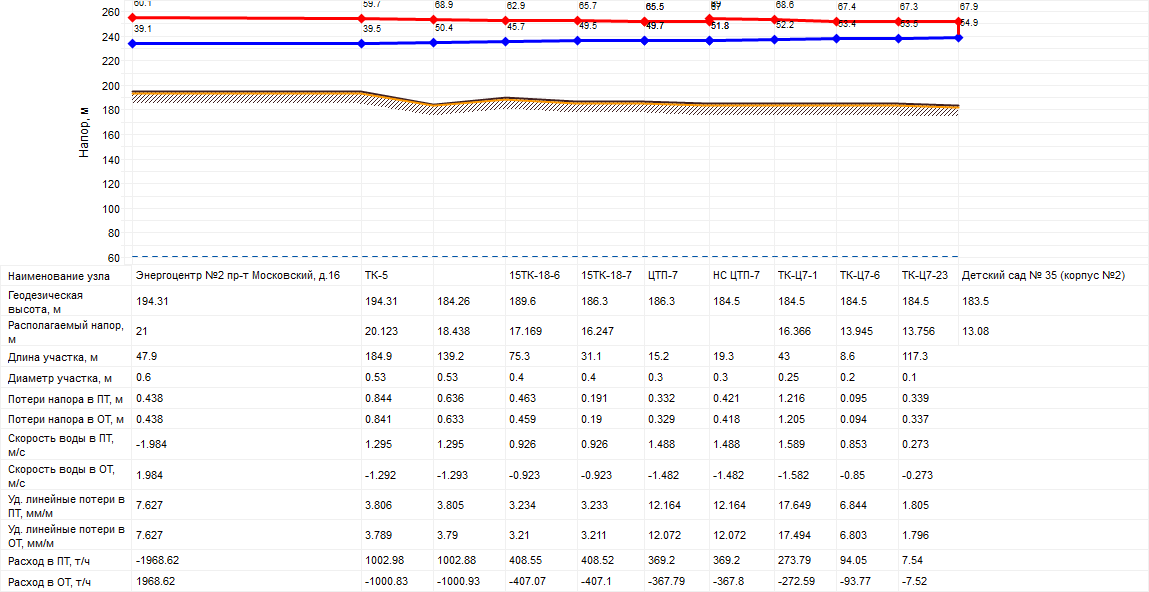 260
240
220
200
180
160
140
120
100
80
60
Напор, м
60.1 59.7 68.9 62.9 65.7 65.5 68.6 67.4 67.3 67.9
39.1 39.5 50.4 45.7 49.5 49.7 51.8 52.2 53.4 53.5 54.9
Наименование узла Энергоцентр №2 пр-т Московский, д.16 ТК-5 15ТК-18-6 15ТК-18-7 ЦТП-7 НС ЦТП-7 ТК-Ц7-1 ТК-Ц7-6 ТК-Ц7-23 Детский сад № 35 (корпус №2)
Геодезическая
высота, м 194.31 194.31 184.26 189.6 186.3 186.3 184.5 184.5 184.5 184.5 183.5
Располагаемый напор,
м 21 20.123 18.438 17.169 16.247 16.366 13.945 13.756 13.08
Длина участка, м 47.9 184.9 139.2 75.3 31.1 15.2 19.3 43 8.6 117.3
Диаметр участка, м 0.6 0.53 0.53 0.4 0.4 0.3 0.3 0.25 0.2 0.1
Потери напора в ПТ, м 0.438 0.844 0.636 0.463 0.191 0.332 0.421 1.216 0.095 0.339
Потери напора в ОТ, м 0.438 0.841 0.633 0.459 0.19 0.329 0.418 1.205 0.094 0.337
Скорость воды в ПТ,
м/с -1.984 1.295 1.295 0.926 0.926 1.488 1.488 1.589 0.853 0.273
Скорость воды в ОТ,
м/с 1.984 -1.292 -1.293 -0.923 -0.923 -1.482 -1.482 -1.582 -0.85 -0.273
Уд. линейные потери в
ПТ, мм/м 7.627 3.806 3.805 3.234 3.233 12.164 12.164 17.649 6.844 1.805
Уд. линейные потери в
ОТ, мм/м 7.627 3.789 3.79 3.21 3.211 12.072 12.072 17.494 6.803 1.796
Расход в ПТ, т/ч -1968.62 1002.98 1002.88 408.55 408.52 369.2 369.2 273.79 94.05 7.54
Расход в ОТ, т/ч 1968.62 -1000.83 -1000.93 -407.07 -407.1 -367.79 -367.8 -272.59 -93.77 -7.52